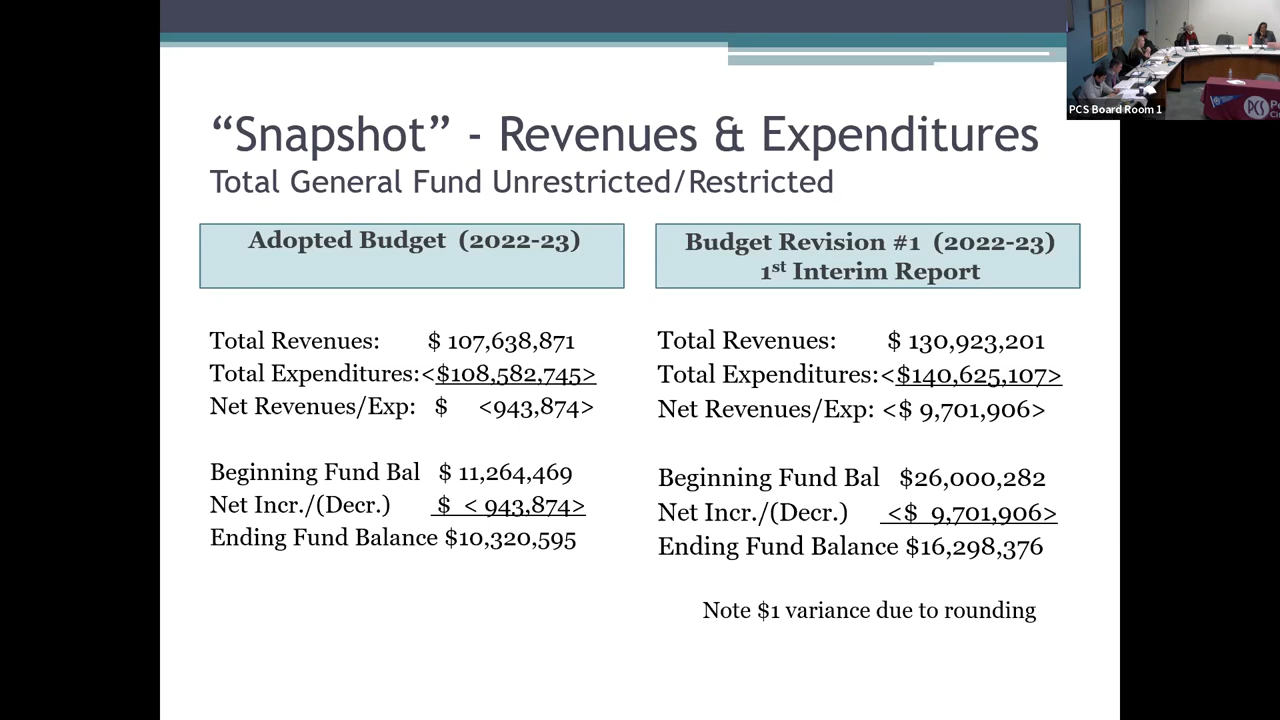 PCS Board Room 1
PCS
“Snapshot” - Revenues & Expenditures
Total General Fund Unrestricted/Restricted
Adopted Budget (2022-23)
Total Revenues: $ 107,638,871
Total Expenditures:<$108,582,745>
Net Revenues/Exp: $ <943,874>
Beginning Fund Bal $ 11,264,469
Net Incr./(Decr.) $ < 943,874>
Ending Fund Balance $10,320,595
Budget Revision #1 (2022-23)
1st Interim Report
Total Revenues: $ 130,923,201
Total Expenditures:<$140,625,107>
Net Revenues/Exp: <$ 9,701,906>
Beginning Fund Bal $26,000,282
Net Incr./(Decr.) <$ 9,701,906>
Ending Fund Balance $16,298,376
Note $1 variance due to rounding